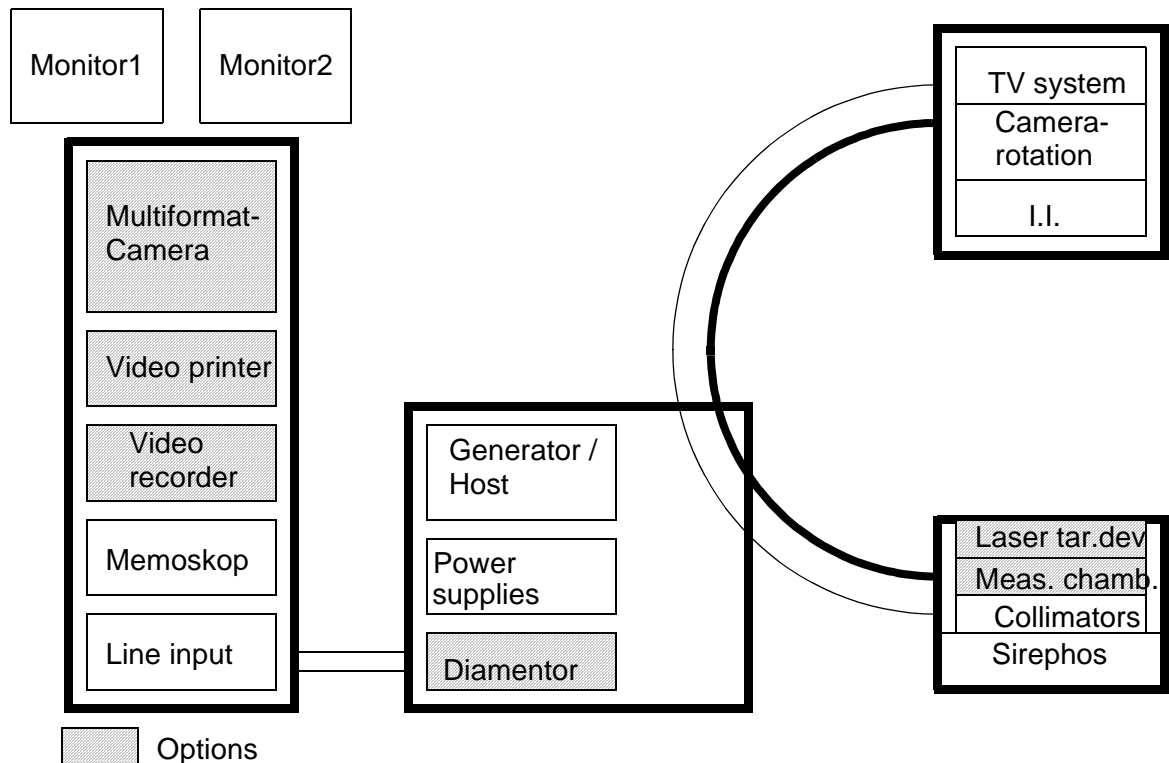 Monitor1
Monitor2
Multiformat-
Camera
Video printer
Video
recorder
Memoskop
Line input
Options
Generator /
Host
Power
supplies
Diamentor
TV system
Camera-
rotation
I.I.
Laser tar.dev
Meas. chamb.
Collimators
Sirephos